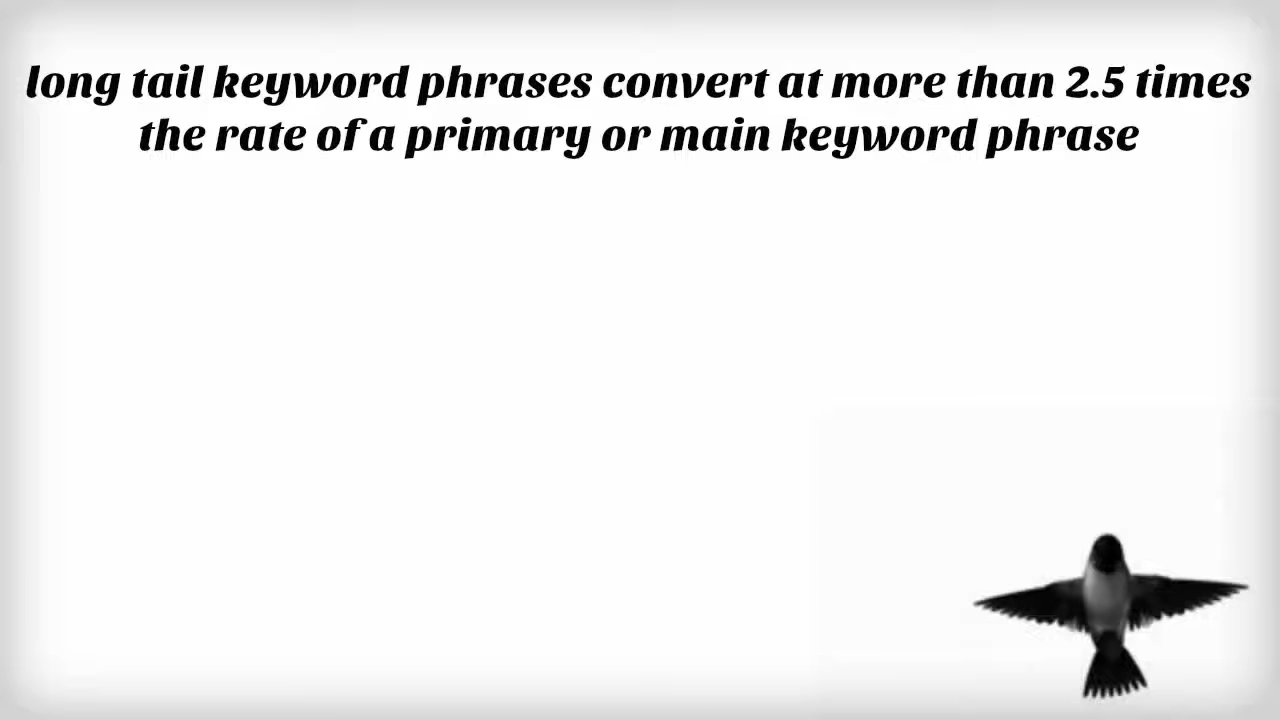 long tail keyword phrases convert at more than 2.5 times
the rate of a primary or main keyword phrase